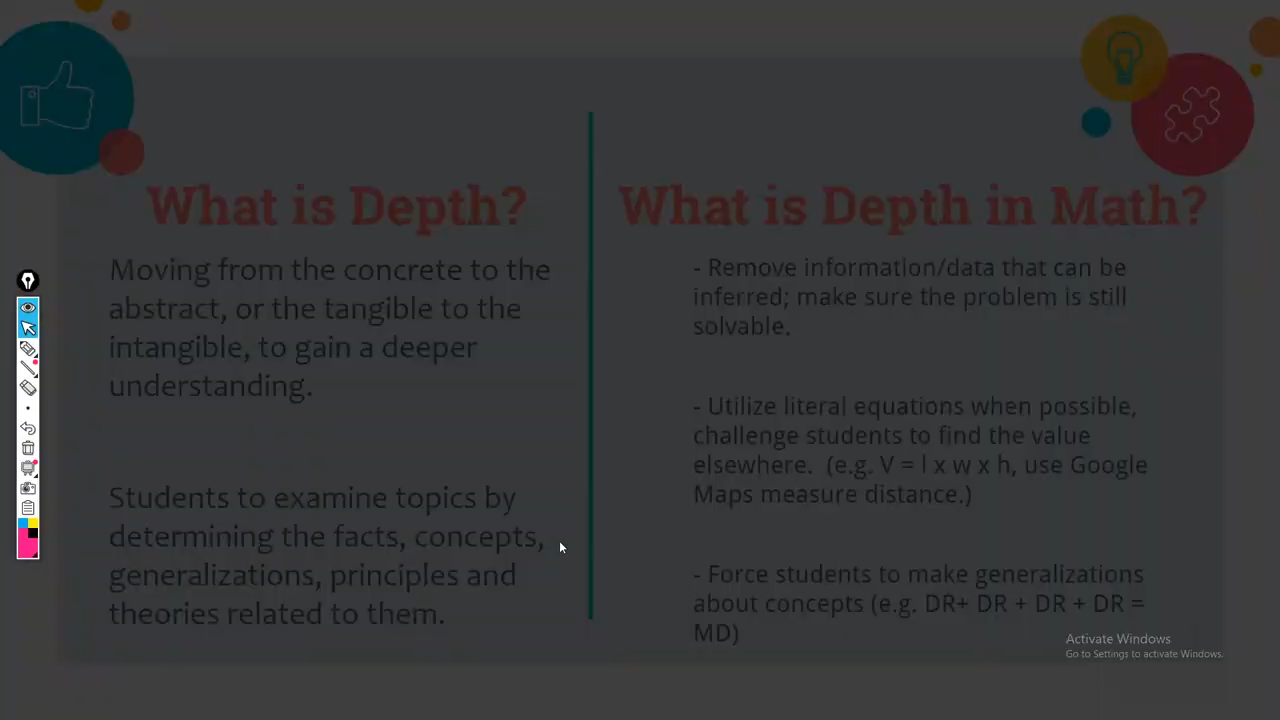 What is Depth?
Moving from the concrete to the
abstract, or the tangible to the
intangible, to gain a deeper
understanding.
Students to examine topics by
determining the facts, concepts,
generalizations, principles and
theories related to them.
What is Depth in Math?
- Remove information/data that can be
inferred; make sure the problem is still
solvable.
- Utilize literal equations when possible,
challenge students to find the value
elsewhere. (e.g. V = l x w x h, use Google
Maps measure distance.)
- Force students to make generalizations
about concepts (e.g. DR+ DR + DR + DR =
MD)
Activate Windows
Go to Settings to activate Windows.